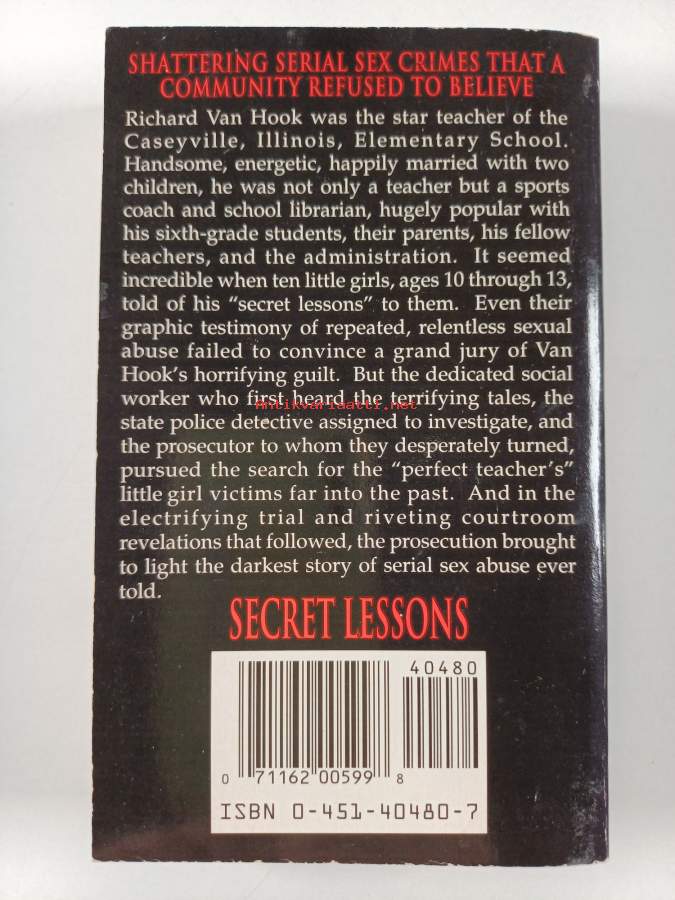 SHATTERING SERIAL SEX CRIMES THAT A
COMMUNITY REFUSED TO BELIEVE
Richard Van Hook was the star teacher of the
Caseyville, Illinois, Elementary School.
Handsome, energetic, happily married with two
children, he was not only a teacher but a sports
coach and school librarian, hugely popular with
his sixth-grade students, their parents, his fellow
teachers, and the administration. It seemed
incredible when ten little girls, ages 10 through 13,
told of his “secret lessons” to them. Even their
graphic testimony of repeated, relentless sexual
abuse failed to convince a grand jury of Van
Hook’s horrifying guilt. But the dedicated social
worker who first heard the terrifying tales, the
Antikvariaatti.net
state police detective assigned to investigate, and
the prosecutor to whom they desperately turned,
pursued the search for the “perfect teacher’s”
little girl victims far into the past. And in the
electrifying trial and riveting courtroom
revelations that followed, the prosecution brought
to light the darkest story of serial sex abuse ever
told.
SECRET LESSONS
40480
0 71162 00599 8
ISBN 0-451-40480-7